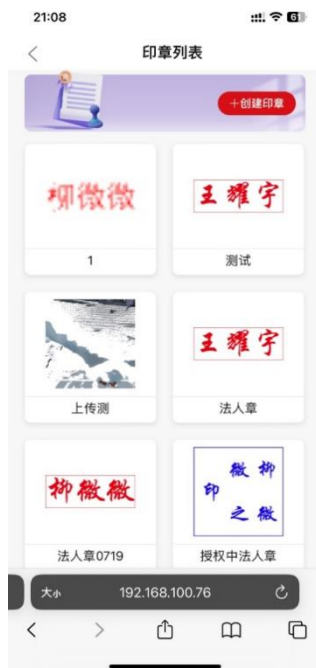 21:08
61
印章列表
+创建印章
柳微微
王耀宇
1
测试
上传测
王耀宇
法人章
柳微微
微柳
印
之微
法人章0719
授权中法人章
大小
192.168.100.76